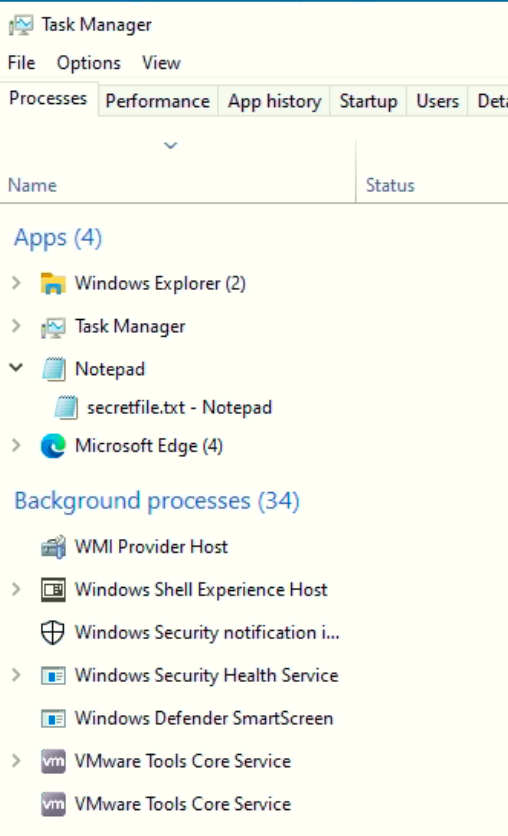 Task Manager
File Options View
Processes Performance App history Startup Users
Name Status
Apps (4)
Windows Explorer (2)
Task Manager
Notepad
secretfile.txt - Notepad
Microsoft Edge (4)
Background processes (34)
WMI Provider Host
Windows Shell Experience Host
Windows Security notification i...
Windows Security Health Service
Windows Defender SmartScreen
vm VMware Tools Core Service
vm VMware Tools Core Service